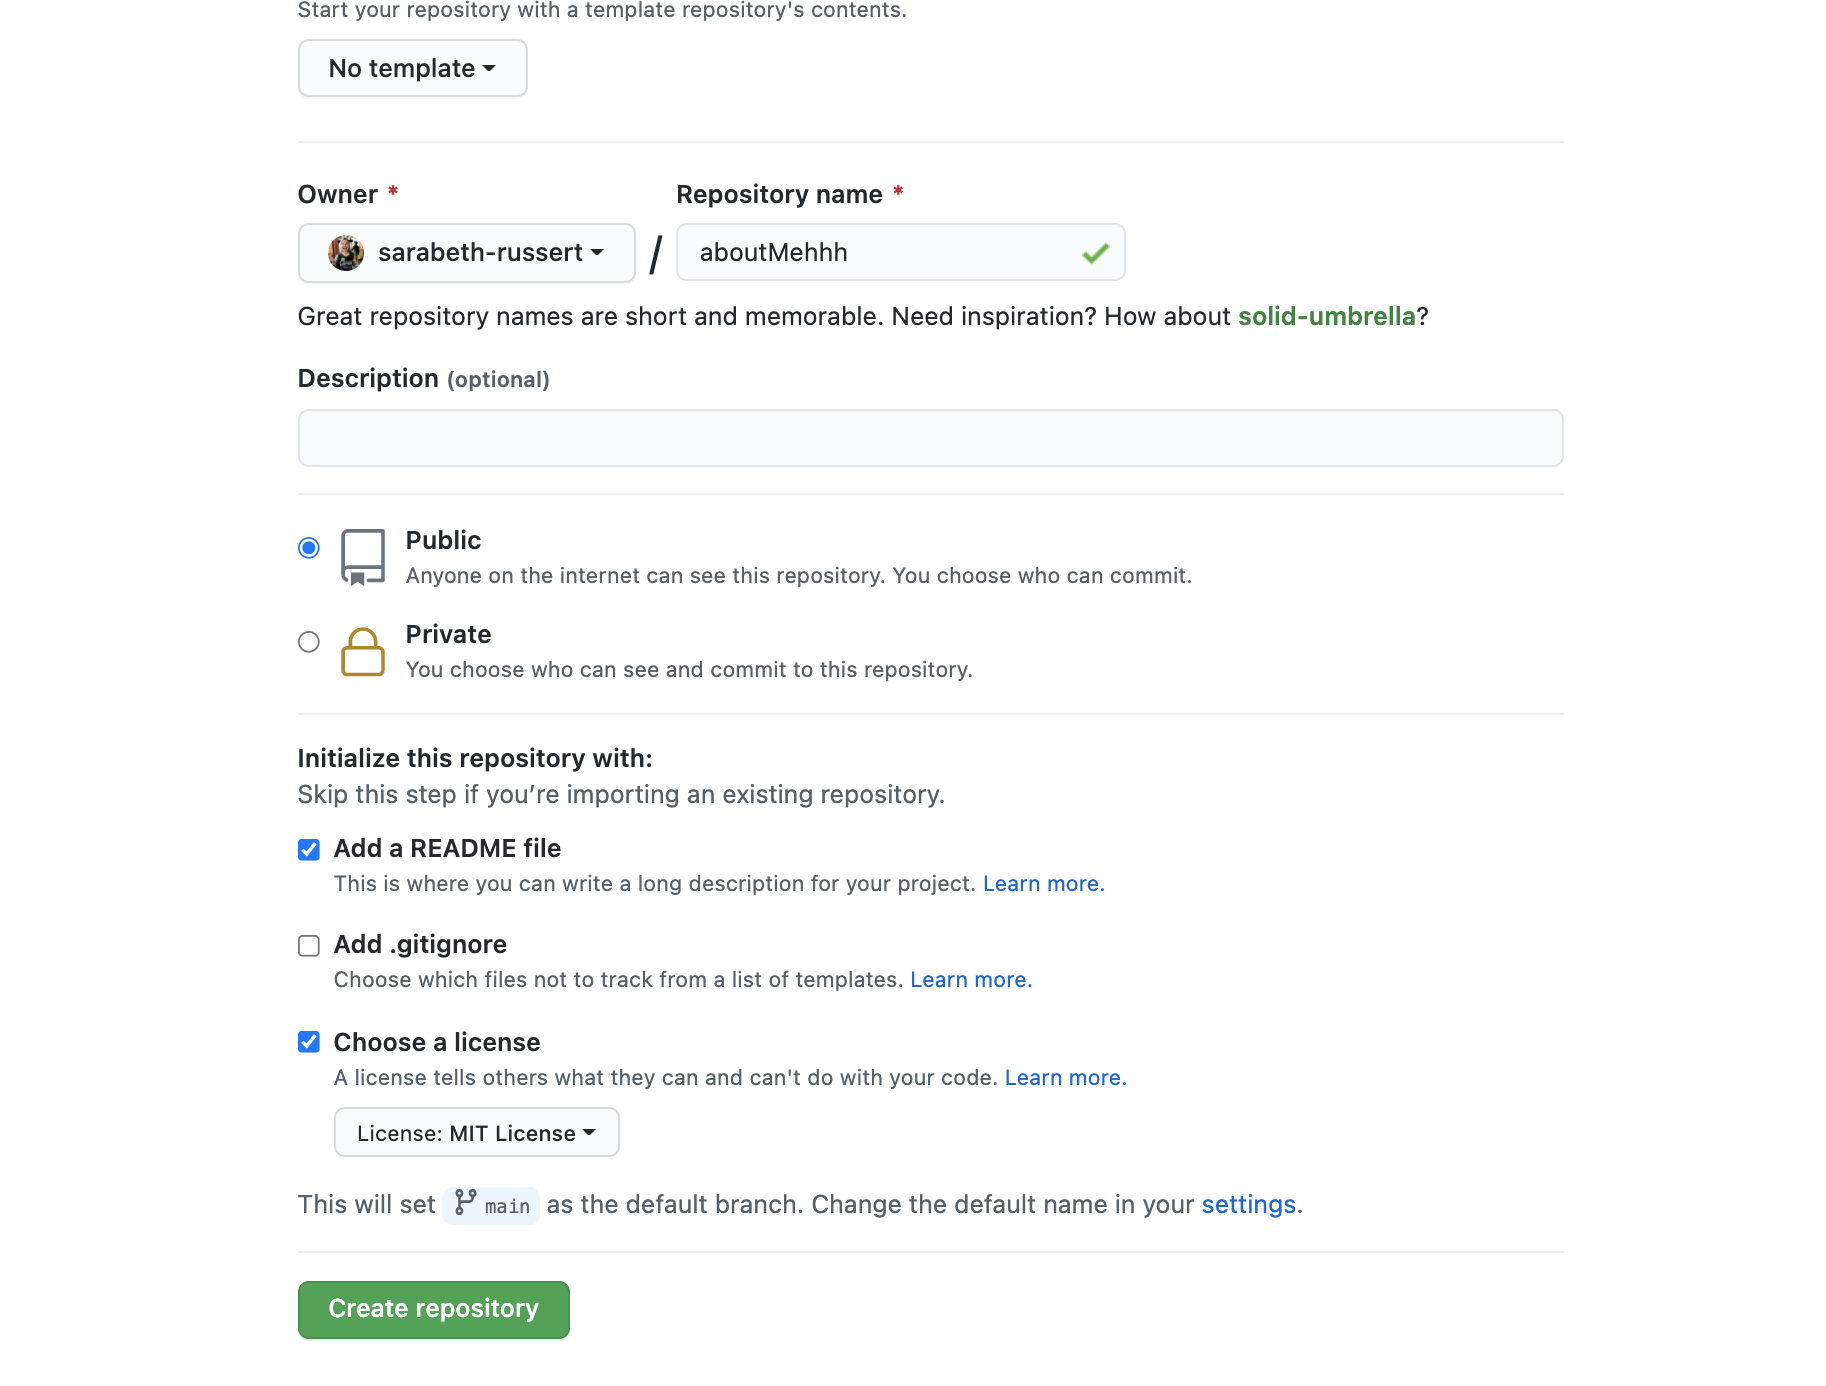 Start your repository with a template repository's contents.
No template
Owner * Repository name *
sarabeth-russert / aboutMehhh
Great repository names are short and memorable. Need inspiration? How about solid-umbrella?
Description (optional)
Public
Anyone on the internet can see this repository. You choose who can commit.
Private
You choose who can see and commit to this repository.
Initialize this repository with:
Skip this step if you’re importing an existing repository.
Add a README file
This is where you can write a long description for your project. Learn more.
Add .gitignore
Choose which files not to track from a list of templates. Learn more.
Choose a license
A license tells others what they can and can't do with your code. Learn more.
License: MIT License
This will set main as the default branch. Change the default name in your settings.
Create repository